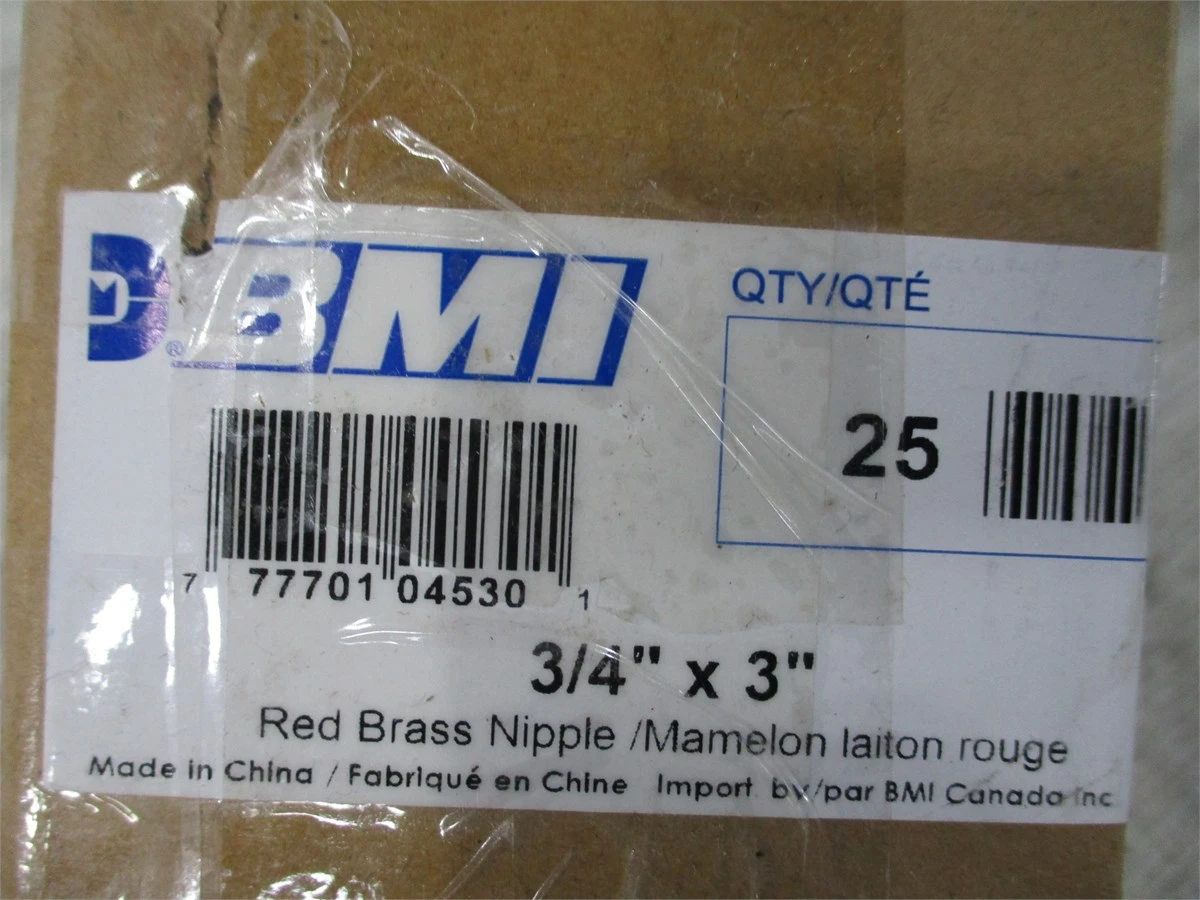 BMI
®
QTY/QTÉ
25
7 77701 04530 1
3/4" x 3"
Red Brass Nipple /Mamelon laiton rouge
Made in China / Fabriqué en Chine Import. by/par BMI Canada Inc